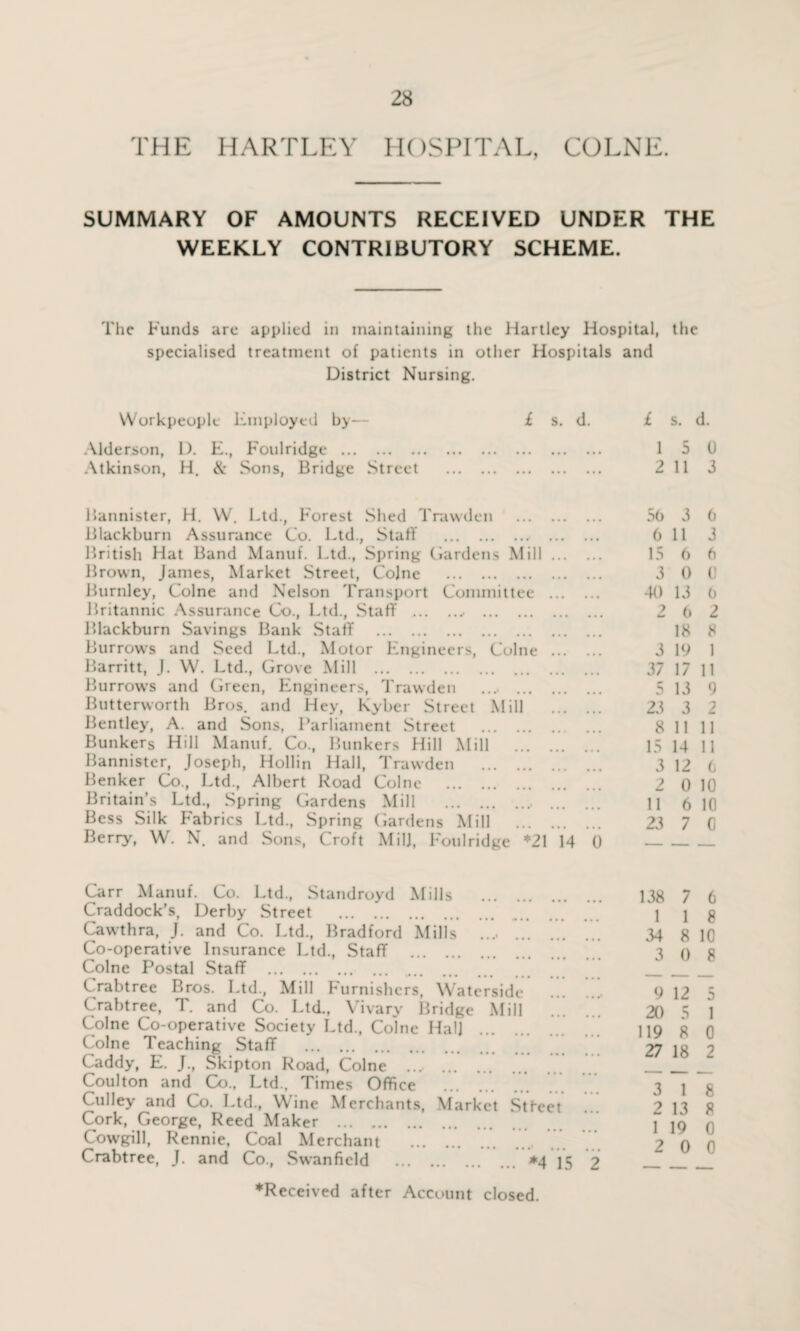 28
THE HARTLEY HOSPITAL, COLNE.
SUMMARY OF AMOUNTS RECEIVED UNDER THE
WEEKLY CONTRIBUTORY SCHEME.
The Funds are applied in maintaining the Hartley Hospital, the
specialised treatment of patients in other Hospitals and
District Nursing.
Workpeople Employed by— £ s. d. £ s. d.
Alderson, D. E., Foulridge ... ... ... ... ... ... ... ... ... 1 5 0
Atkinson, H. & Sons, Bridge Street ... ... ... ... ... 2 11 3
Bannister, H. W. Ltd., Forest Shed Trawden ... ... ... 56 3 6
Blackburn Assurance Co. Ltd., Staff ... ... ... ... ... ... 6 11 3
British Hat Band Manuf. Ltd., Spring Gardens Mill ... ... 15 6 6
Brown, James, Market Street, Colne ... ... ... ... ... 3 0 0
Burnley, Colne and Nelson Transport Committee ... ... 40 13 6
Britannic Assurance Co., Ltd., Staff ... ... ... ... ... ... 2 6 2
Blackburn Savings Bank Staff ... ... ... ... ... ... ... 18 8
Burrows and Seed Ltd., Motor Engineers, Colne ... ... 3 19 1
Barritt, J. W. Ltd., Grove Mill ... ... ... ... ... ... ... 37 17 11
Burrows and Green, Engineers, Trawden ... ... ... ... 5 13 9
Butterworth Bros. and Hey, Kyber Street Mill ... ... 23 3 2
Bentley, A. and Sons, Parliament Street ... ... ... ... 8 11 11
Bunkers Hill Manuf. Co., Bunkers Hill Mill ... ... ... 15 14 11
Bannister, Joseph, Hollin Hall, Trawden ... ... ... ... 3 12 6
Benker Co., Ltd., Albert Road Colne ... ... ... ... ... 2 0 10
Britain's Ltd., Spring Gardens Mill ... ... ... ... ... 11 6 10
Bess Silk Fabrics Ltd., Spring Gardens Mill ... ... ... 23 7 0
Berry, W. N. and Sons, Croft Mill, Foulridge *21 14 0 — — —
Carr Manuf. Co. Ltd., Standroyd Mills ... ... ... ... 138 7 6
Craddock's, Derby Street ... ... ... ... ... ... ... ... 1 1 8
Cawthra, J. and Co. Ltd., Bradford Mills ... ... ... ... 34 8 10
Co-operative Insurance Ltd., Staff ... ... ... ... ... ... 3 0 8
Colne Postal Staff ... ... ... ... ... ... ... ... ... ... — — —
Crabtree Bros. Ltd., Mill Furnishers, Waterside ... ... 9 12 5
Crabtree, T. and Co. Ltd., Vivary Bridge Mill ... ... 20 5 1
Colne Co-operative Society Ltd., Colne Hall ... ... ... ... 119 8 0
Colne Teaching Staff ... ... ... ... ... ... ... ... ... 27 18 2
Caddy, E. J., Skipton Road, Colne ... ... ... ... ... ... — — —
Coulton and Co., Ltd., Times Office ... ... ... ... ... 3 1 8
Culley and Co. Ltd., Wine Merchants, Market Street ... 2 13 8
Cork, George, Reed Maker ... ... ... ... ... ... ... ... 1 19 0
Cowgill, Rennie, Coal Merchant ... ... ... ... ... ... 2 0 0
Crabtree, J. and Co., Swanfield ... ... ... ... ... *4 15 2 — — —
*Received after Account closed.